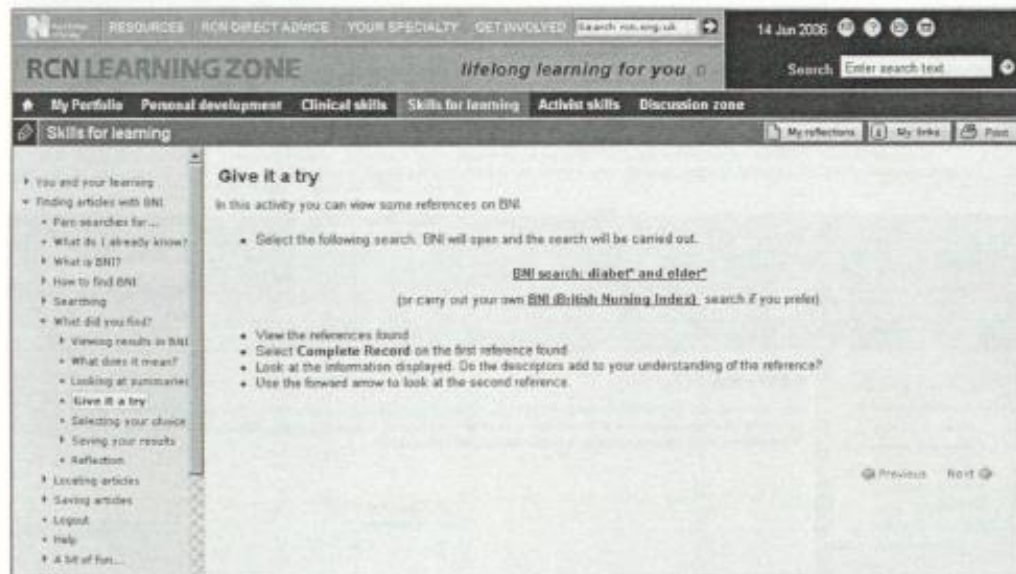 RESOURCES RCN DIRECT ADVICE YOUR SPECIALTY GET INVOLVED Search rcn.org.uk 14 Jun 2006
RCN LEARNING ZONE lifelong learning for you
Search Enter search text
My Portfolio Personal development Clinical skills Skills for learning Activist skills Discussion zone
Skills for learning My reflections My links Print
You and your learning
Finding articles with BNI
searches for...
What do I already know?
What is BNI?
How to find BNI
Searching
What did you find?
Viewing results in BNI
What does it mean?
Looking at summaries
Give it a try
Selecting your choice
Saving your results
Reflection
Locating articles
Saving articles
Logout
Help
A bit of fun...
Give it a try
In this activity you can view some references on BNI.
Select the following search. BNI will open and the search will be carried out.
BNI search: diabet* and elder*
(or carry out your own BNI (British Nursing Index) search if you prefer)
View the references found
Select Complete Record on the first reference found
Look at the information displayed. Do the descriptors add to your understanding of the reference?
Use the forward arrow to look at the second reference.
Previous Next